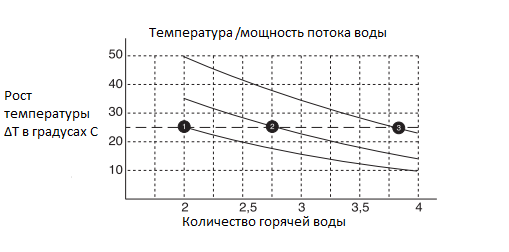 Температура /мощность потока воды
Рост
температуры
ΔT в градусах С
50
40
30
20
10
1
2
3
2
2,5
3
3,5
4
Количество горячей воды